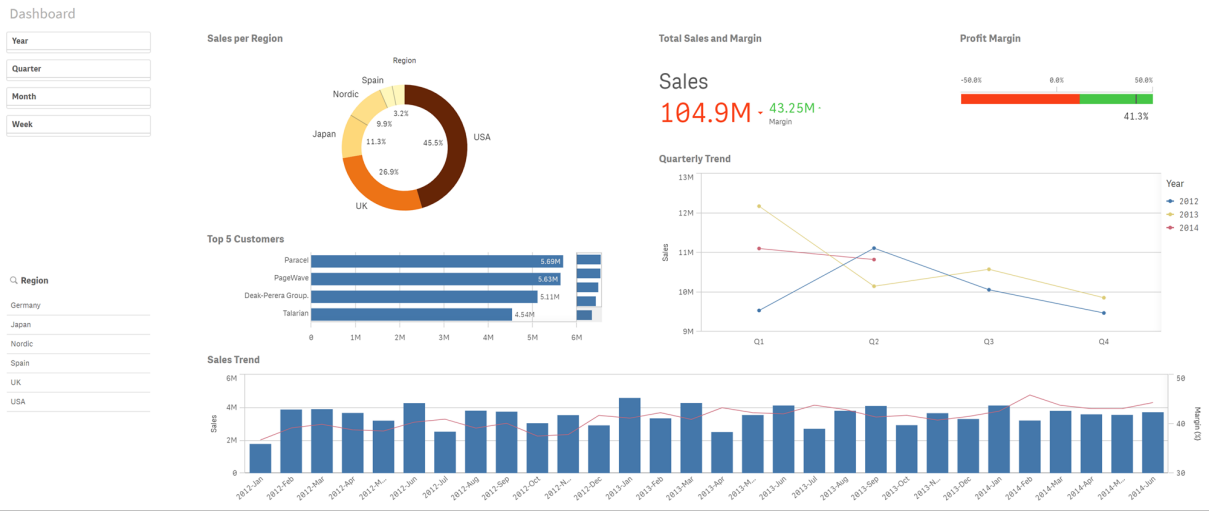 Dashboard
Year
Quarter
Month
Week
Region
Germany
Japan
Nordic
Spain
UK
USA
Sales per Region
Region
Spain
Nordic
Japan
UK
USA
3.2%
9.9%
11.3%
26.9%
45.5%
Total Sales and Margin
Sales
104.9M
43.25M
Margin
Profit Margin
-50.0% 0.0% 50.0%
41.3%
Top 5 Customers
Paracel 5.69M
PageWave 5.63M
Deak-Perera Group. 5.11M
Talarian 4.54M
0 1M 2M 3M 4M 5M 6M
Quarterly Trend
13M
12M
11M
10M
9M
Sales
Q1 Q2 Q3 Q4
Year
2012
2013
2014
Sales Trend
6M
4M
2M
0
Sales
50
40
30
Margin (%)
2012-Jan 2012-Feb 2012-Mar 2012-Apr 2012-M... 2012-Jun 2012-Jul 2012-Aug 2012-Sep 2012-Oct 2012-N... 2012-Dec 2013-Jan 2013-Feb 2013-Mar 2013-Apr 2013-M... 2013-Jun 2013-Jul 2013-Aug 2013-Sep 2013-Oct 2013-N... 2013-Dec 2014-Jan 2014-Feb 2014-Mar 2014-Apr 2014-M... 2014-Jun